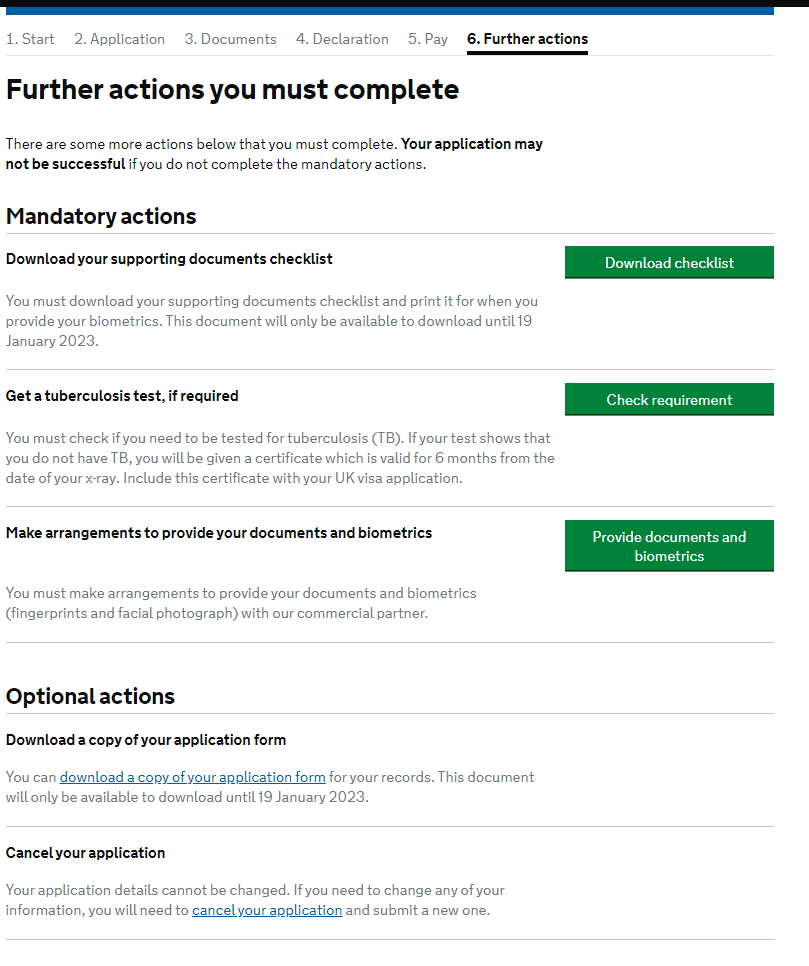 1. Start 2. Application 3. Documents 4. Declaration 5. Pay 6. Further actions
Further actions you must complete
There are some more actions below that you must complete. Your application may
not be successful if you do not complete the mandatory actions.
Mandatory actions
Download your supporting documents checklist
Download checklist
You must download your supporting documents checklist and print it for when you
provide your biometrics. This document will only be available to download until 19
January 2023.
Get a tuberculosis test, if required
Check requirement
You must check if you need to be tested for tuberculosis (TB). If your test shows that
you do not have TB, you will be given a certificate which is valid for 6 months from the
date of your x-ray. Include this certificate with your UK visa application.
Make arrangements to provide your documents and biometrics
Provide documents and
biometrics
You must make arrangements to provide your documents and biometrics
(fingerprints and facial photograph) with our commercial partner.
Optional actions
Download a copy of your application form
You can download a copy of your application form for your records. This document
will only be available to download until 19 January 2023.
Cancel your application
Your application details cannot be changed. If you need to change any of your
information, you will need to cancel your application and submit a new one.